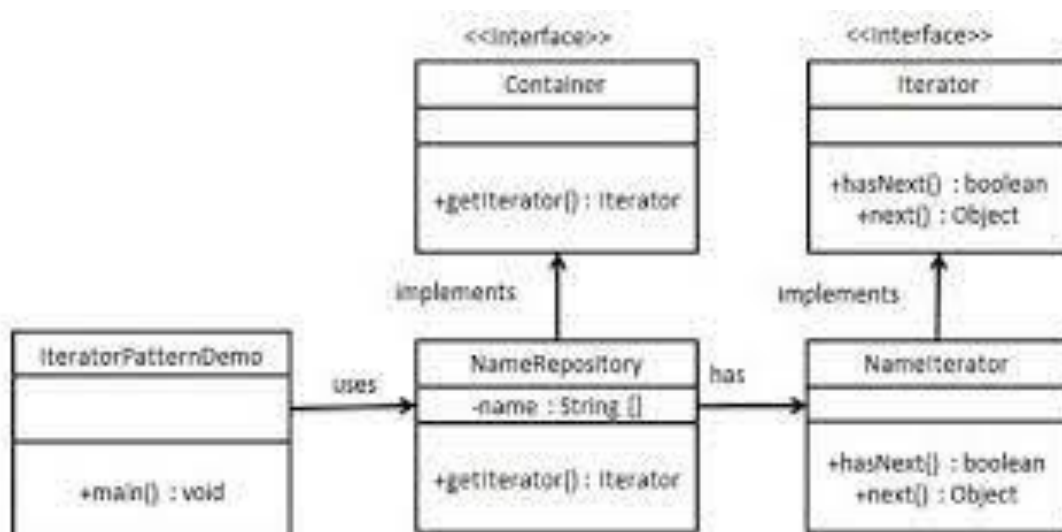 <<Interface>>
Container
+getIterator() : Iterator
<<Interface>>
Iterator
+hasNext() : boolean
+next() : Object
implements
implements
IteratorPatternDemo
+main() : void
uses
NameRepository
-name : String []
+getIterator() : Iterator
has
NameIterator
+hasNext() : boolean
+next() : Object